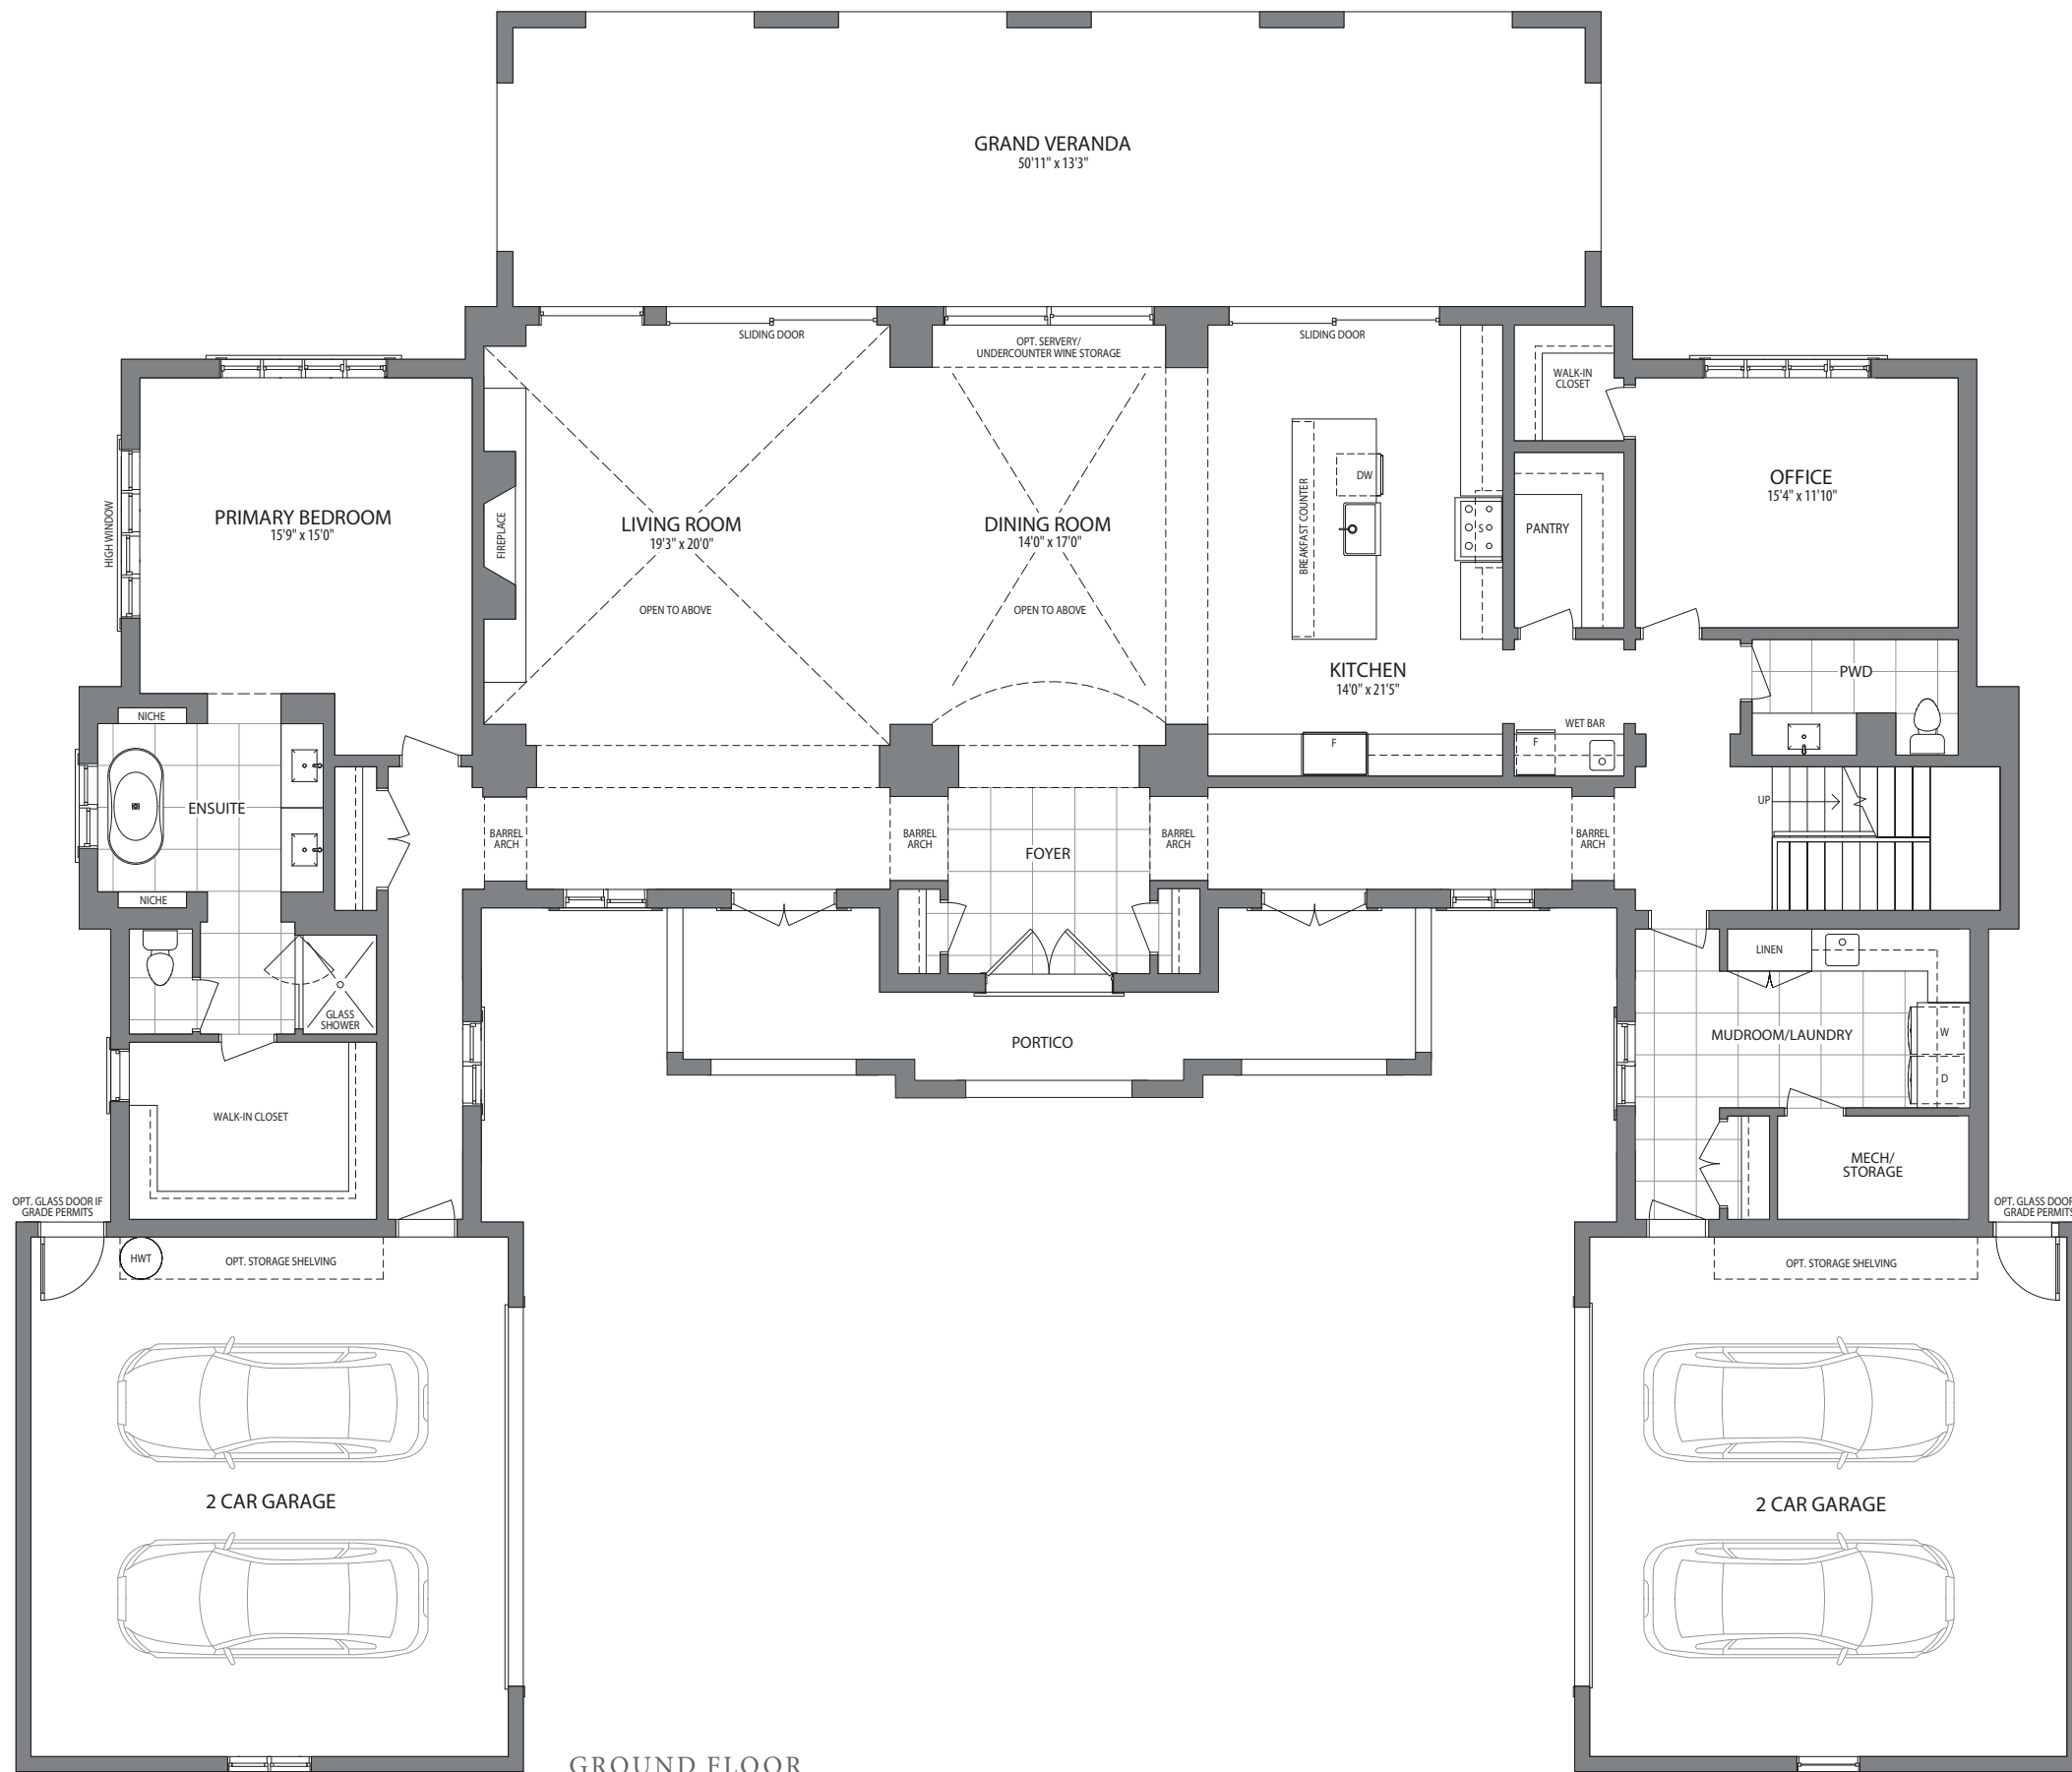 GRAND VERANDA
50'11" x 13'3"
SLIDING DOOR
OPT. SERVERY/
UNDERCOUNTER WINE STORAGE
SLIDING DOOR
WALK-IN
CLOSET
HIGH WINDOW
PRIMARY BEDROOM
15'9" x 15'0"
FIREPLACE
LIVING ROOM
19'3" x 20'0"
OPEN TO ABOVE
DINING ROOM
14'0" x 17'0"
OPEN TO ABOVE
BREAKFAST COUNTER
DW
S
PANTRY
OFFICE
15'4" x 11'10"
KITCHEN
14'0" x 21'5"
PWD
WET BAR
F
F
NICHE
ENSUITE
NICHE
BARREL
ARCH
BARREL
ARCH
FOYER
BARREL
ARCH
BARREL
ARCH
UP
GLASS
SHOWER
PORTICO
LINEN
MUDROOM/LAUNDRY
W
D
WALK-IN CLOSET
MECH/
STORAGE
OPT. GLASS DOOR IF
GRADE PERMITS
OPT. GLASS DOOR
GRADE PERMITS
HWT
OPT. STORAGE SHELVING
OPT. STORAGE SHELVING
2 CAR GARAGE
2 CAR GARAGE
GROUND FLOOR